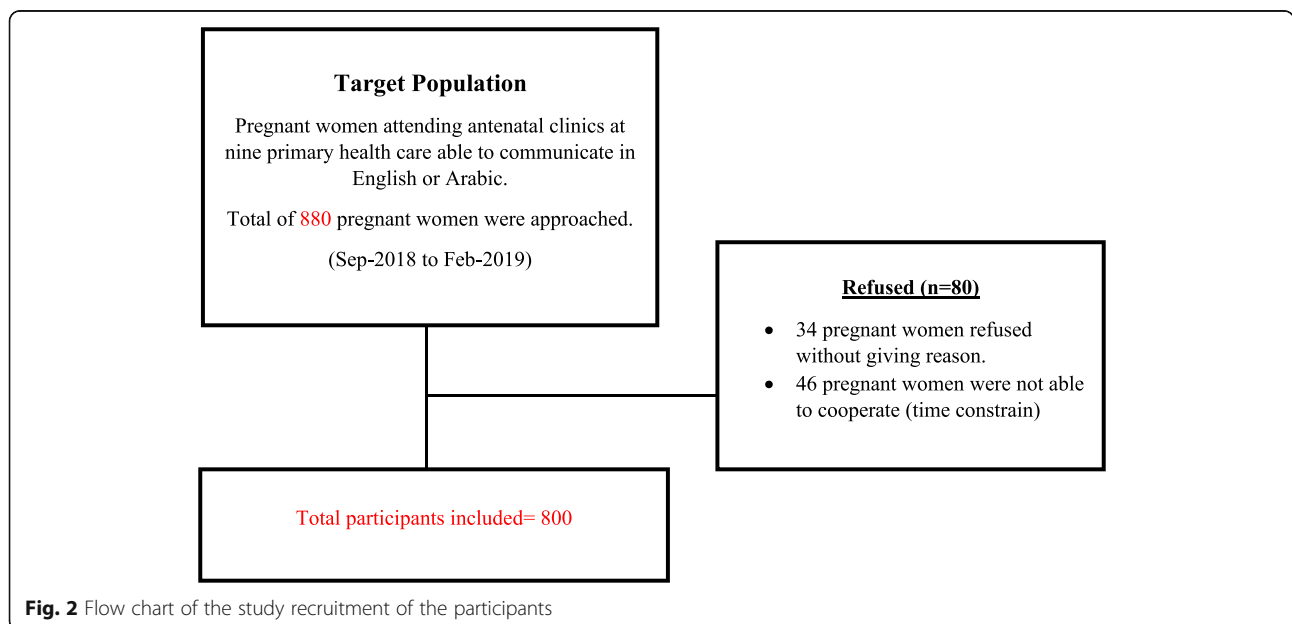 Target Population
Pregnant women attending antenatal clinics at
nine primary health care able to communicate in
English or Arabic.
Total of 880 pregnant women were approached.
(Sep-2018 to Feb-2019)
Refused (n=80)
• 34 pregnant women refused
without giving reason.
• 46 pregnant women were not able
to cooperate (time constrain)
Total participants included= 800
Fig. 2 Flow chart of the study recruitment of the participants